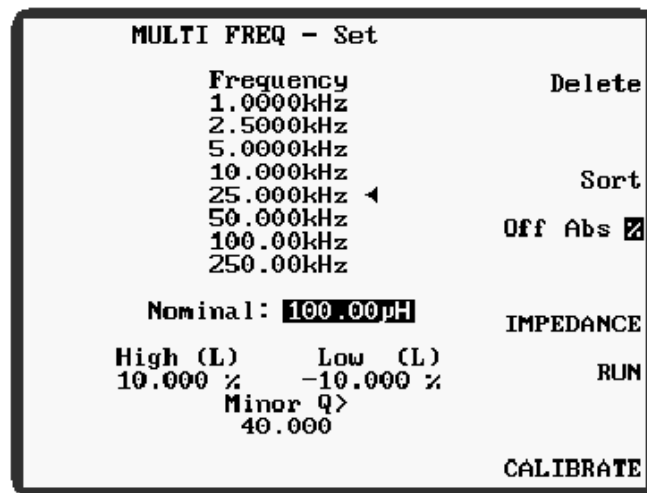 MULTI FREQ - Set
Frequency
1.0000kHz
2.5000kHz
5.0000kHz
10.000kHz
25.000kHz ◄
50.000kHz
100.00kHz
250.00kHz
Nominal: 100.00µH
High (L) Low (L)
10.000 % -10.000 %
Minor Q>
40.000
Delete
Sort
Off Abs %
IMPEDANCE
RUN
CALIBRATE